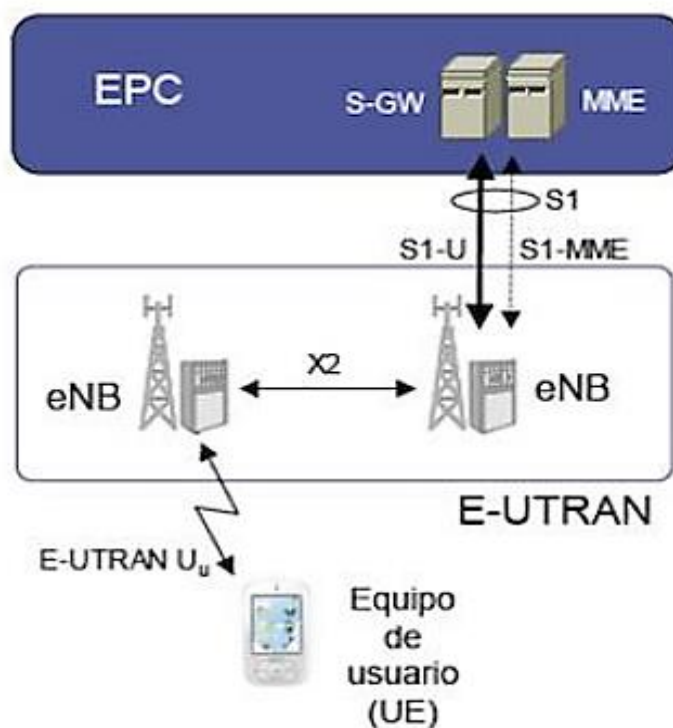 EPC
S-GW
MME
S1
S1-U
S1-MME
X2
eNB
eNB
E-UTRAN
E-UTRAN Uu
Equipo
de
usuario
(UE)